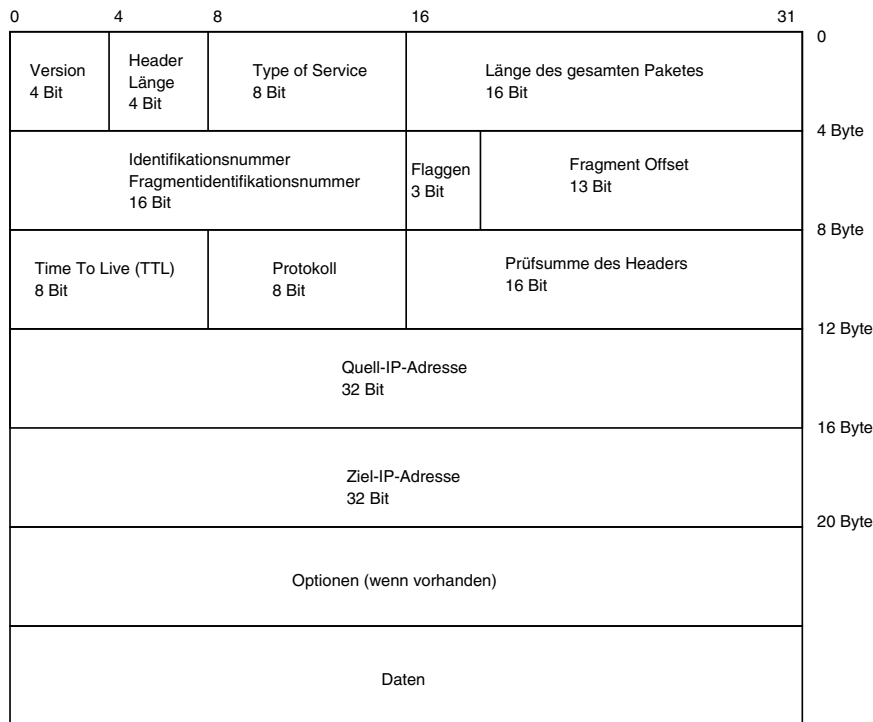 0 4 8 16 31
0
Version
4 Bit
Header
Länge
4 Bit
Type of Service
8 Bit
Länge des gesamten Paketes
16 Bit
4 Byte
Identifikationsnummer
Fragmentidentifikationsnummer
16 Bit
Flaggen
3 Bit
Fragment Offset
13 Bit
8 Byte
Time To Live (TTL)
8 Bit
Protokoll
8 Bit
Prüfsumme des Headers
16 Bit
12 Byte
Quell-IP-Adresse
32 Bit
16 Byte
Ziel-IP-Adresse
32 Bit
20 Byte
Optionen (wenn vorhanden)
Daten